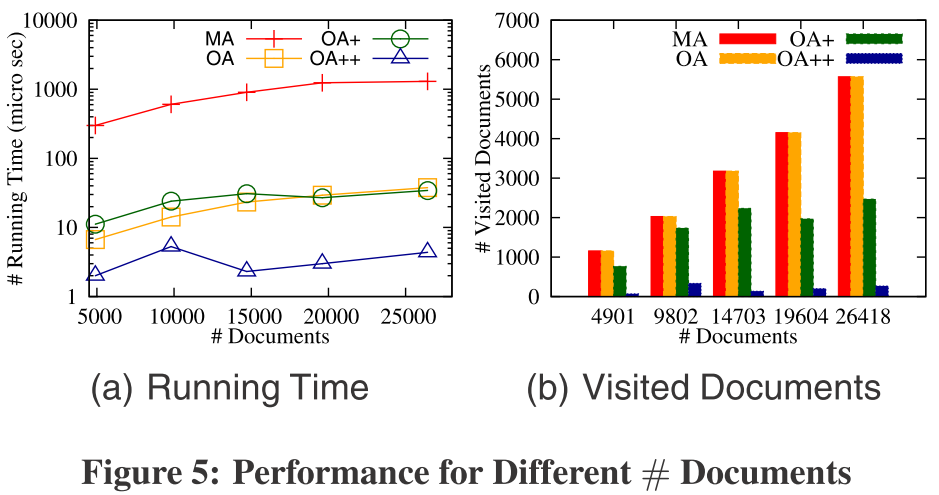 10000
1000
100
10
1
# Running Time (micro sec)
MA
OA
OA+
OA++
5000 10000 15000 20000 25000
# Documents
(a) Running Time
7000
6000
5000
4000
3000
2000
1000
0
# Visited Documents
MA
OA
OA+
OA++
4901 9802 14703 19604 26418
# Documents
(b) Visited Documents
Figure 5: Performance for Different # Documents